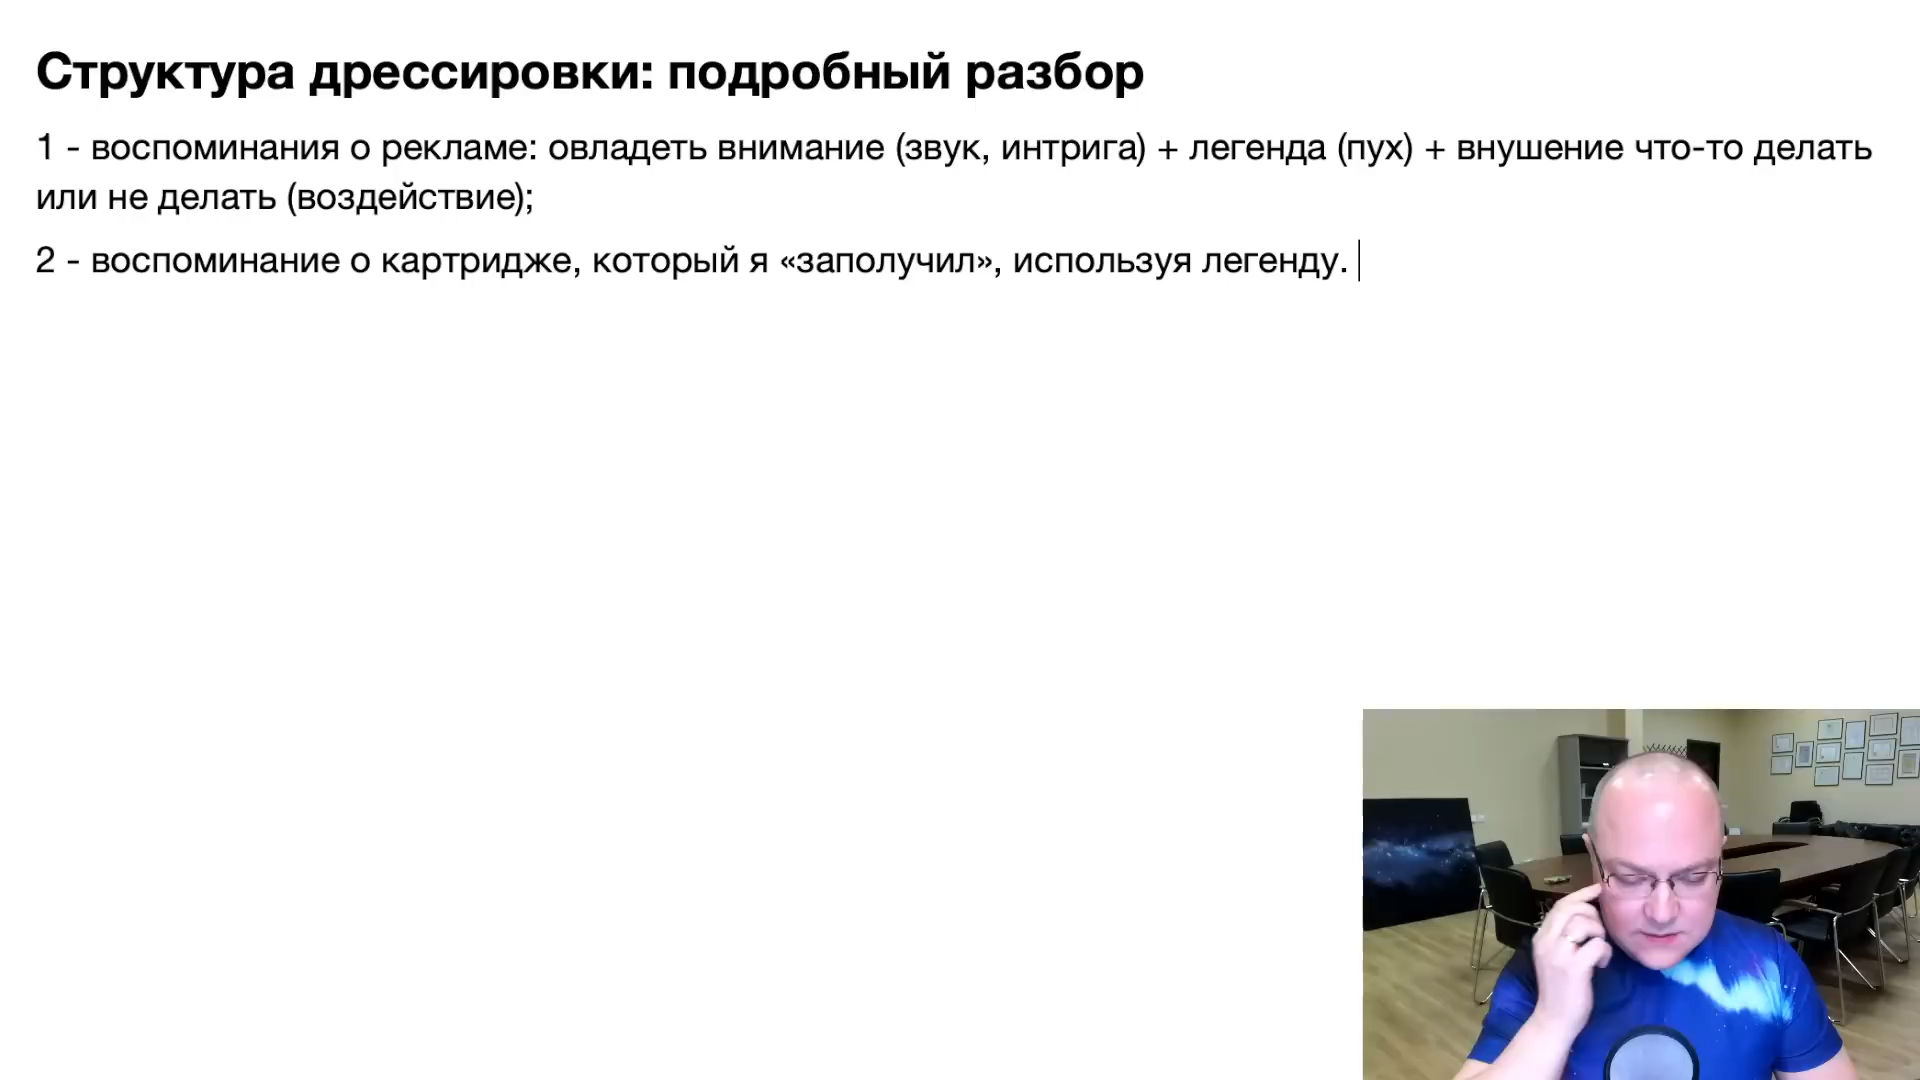 Структура дрессировки: подробный разбор
1 - воспоминания о рекламе: овладеть внимание (звук, интрига) + легенда (пух) + внушение что-то делать
или не делать (воздействие);
2 - воспоминание о картридже, который я «заполучил», используя легенду.